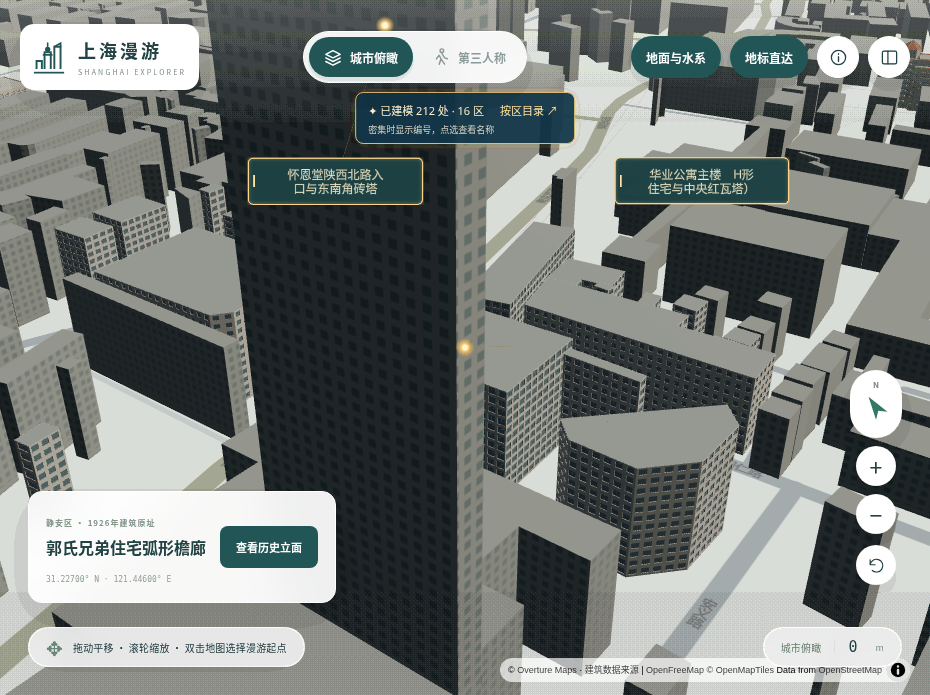 上海漫游
SHANGHAI EXPLORER
城市俯瞰
第三人称
地面与水系
地标直达
✦ 已建模 212 处 · 16 区 按区目录 ↗
密集时显示编号，点选查看名称
怀恩堂陕西北路入
口与东南角砖塔
华业公寓主楼 H形
住宅与中央红瓦塔）
N
+
−
静安区 · 1926年建筑原址
郭氏兄弟住宅弧形檐廊
查看历史立面
31.22700° N · 121.44600° E
拖动平移 · 滚轮缩放 · 双击地图选择漫游起点
城市俯瞰 0 m
© Overture Maps · 建筑数据来源 | OpenFreeMap © OpenMapTiles Data from OpenStreetMap